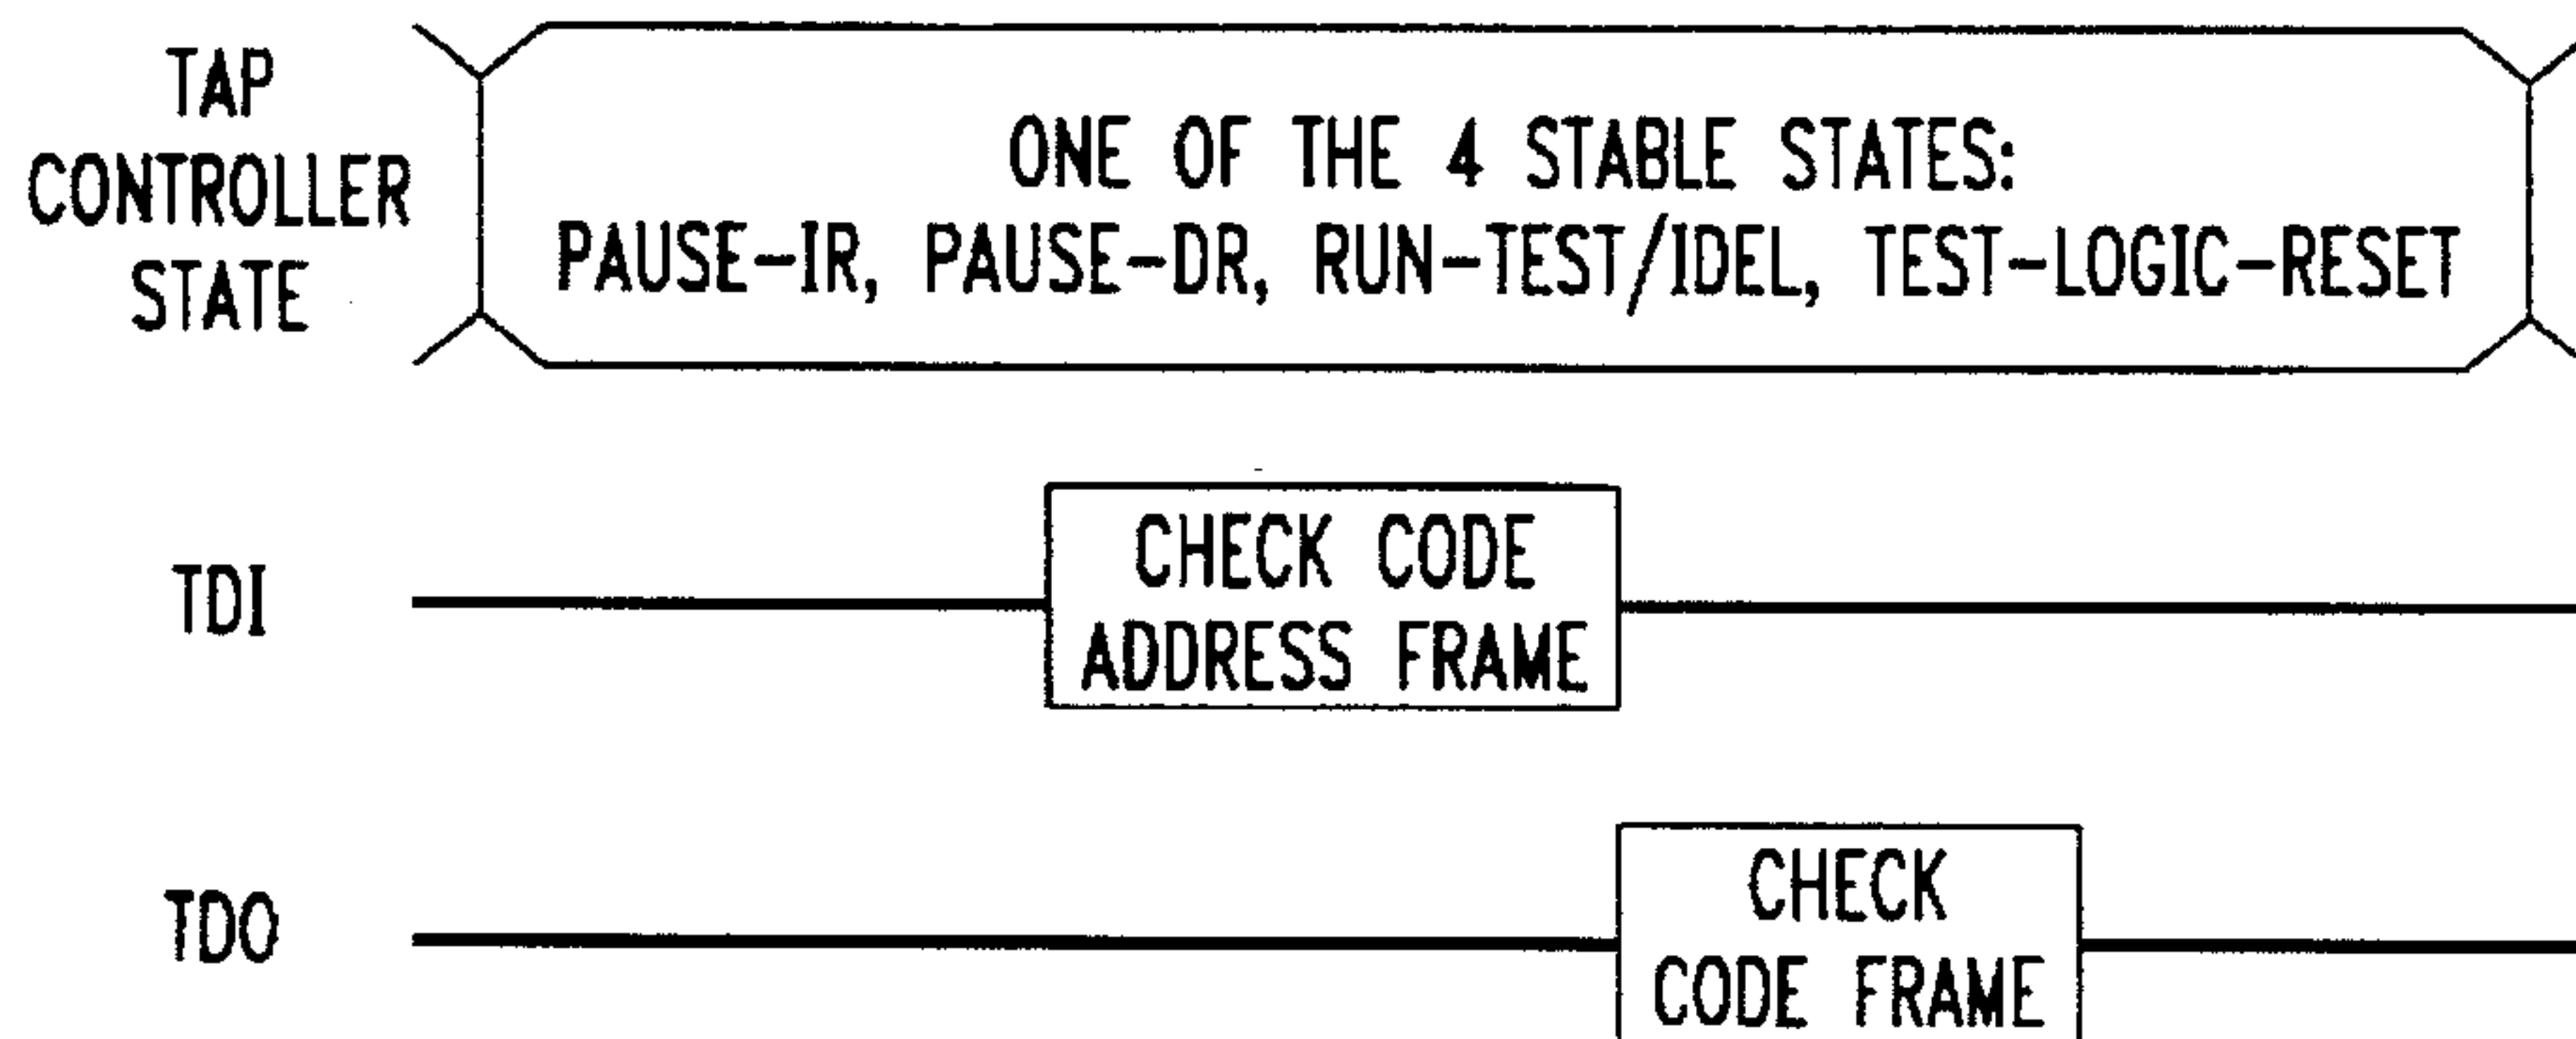 TAP
CONTROLLER
STATE
ONE OF THE 4 STABLE STATES:
PAUSE-IR, PAUSE-DR, RUN-TEST/IDEL, TEST-LOGIC-RESET
TDI
CHECK CODE
ADDRESS FRAME
TDO
CHECK
CODE FRAME